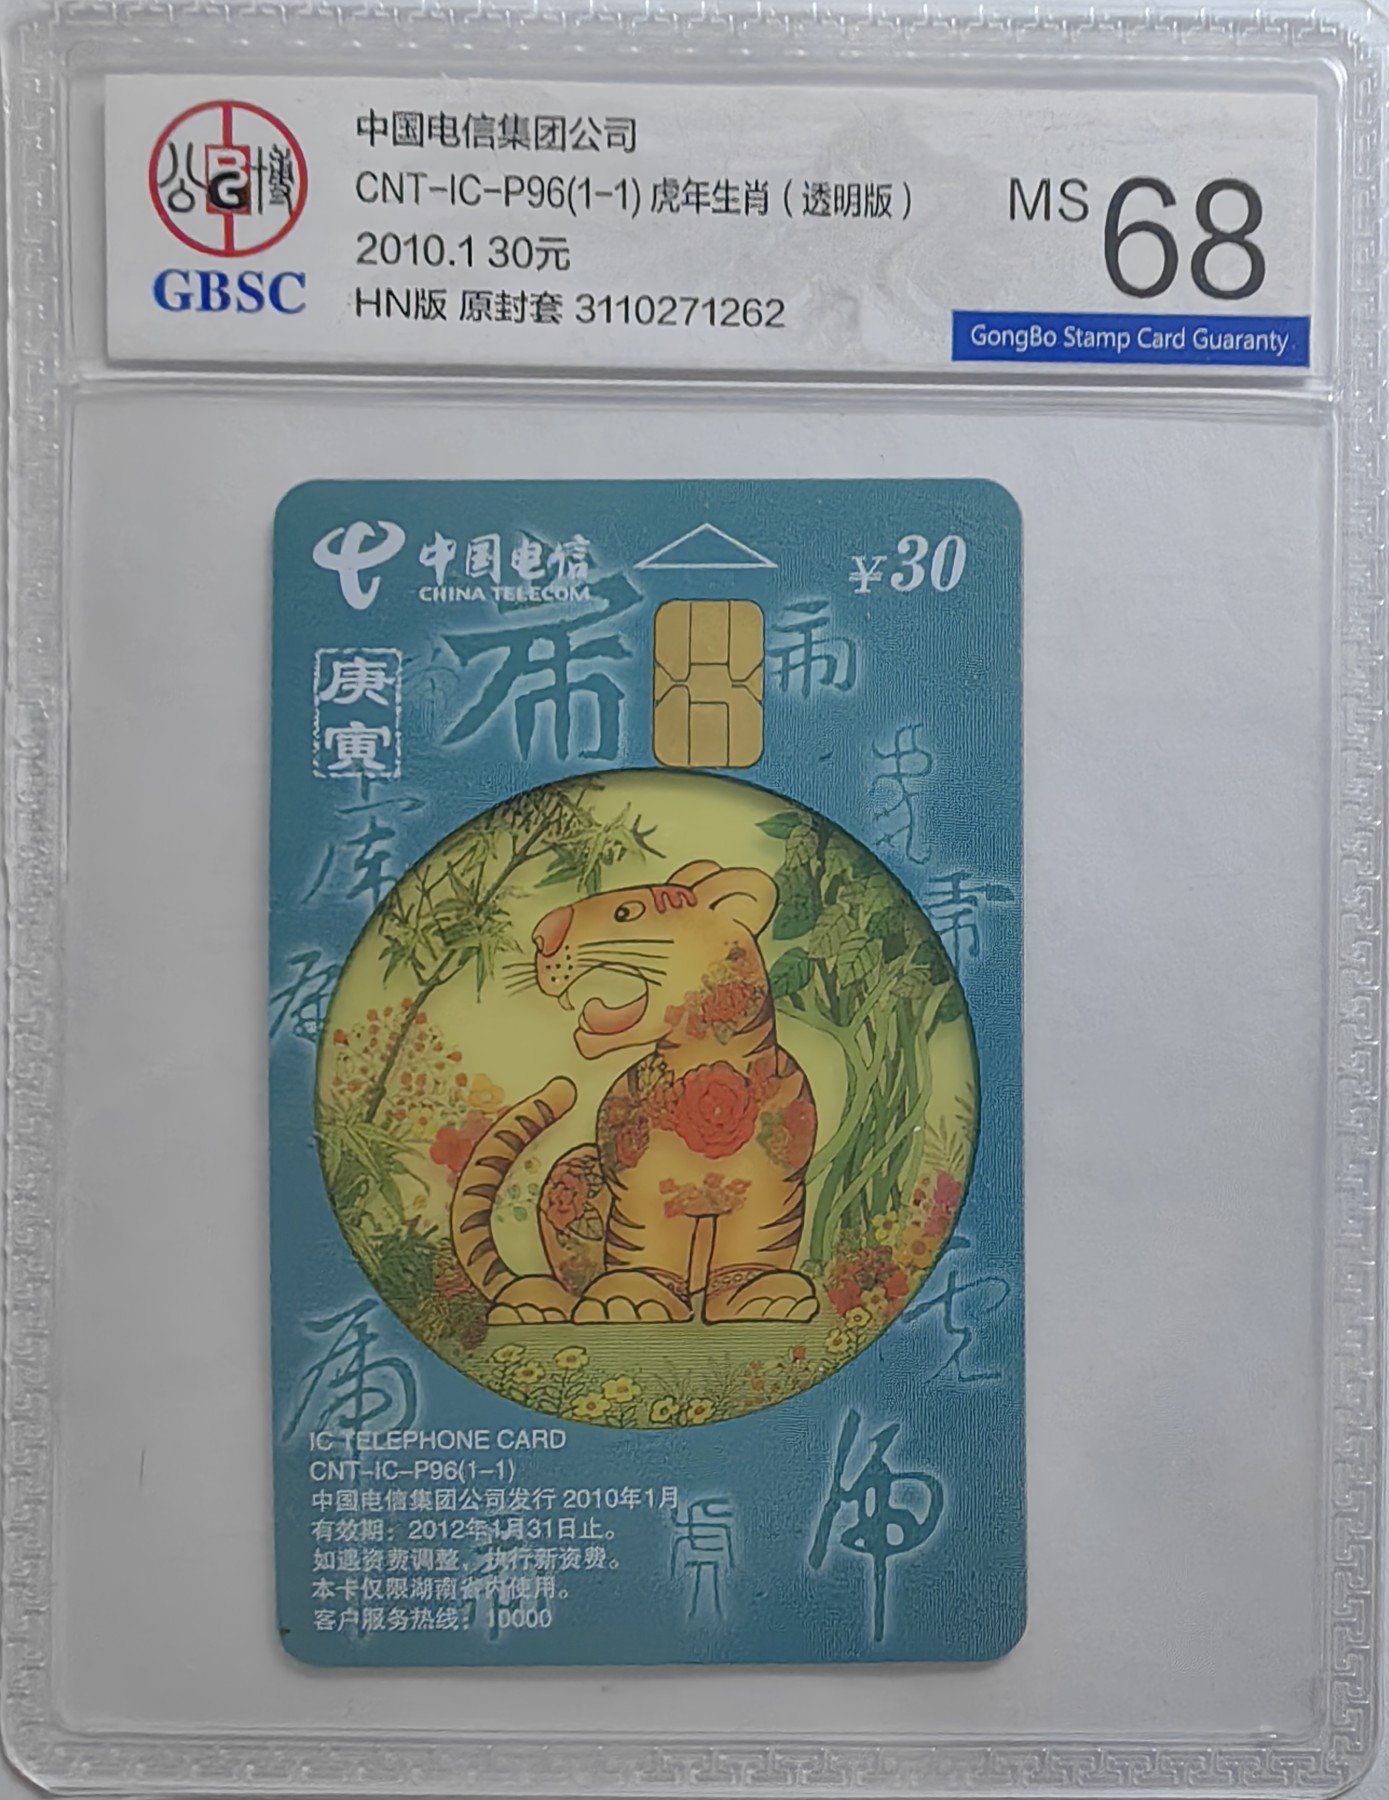 中国电信集团公司
CNT-IC-P96(1-1) 虎年生肖（透明版）
2010.1 30元
HN版 原封套 3110271262
公 博
GBSC
MS 68
GongBo Stamp Card Guaranty
中国电信
CHINA TELECOM
¥30
庚寅
IC TELEPHONE CARD
CNT-IC-P96(1-1)
中国电信集团公司发行 2010年1月
有效期：2012年1月31日止。
如遇资费调整，执行新资费。
本卡仅限湖南省内使用。
客户服务热线：10000